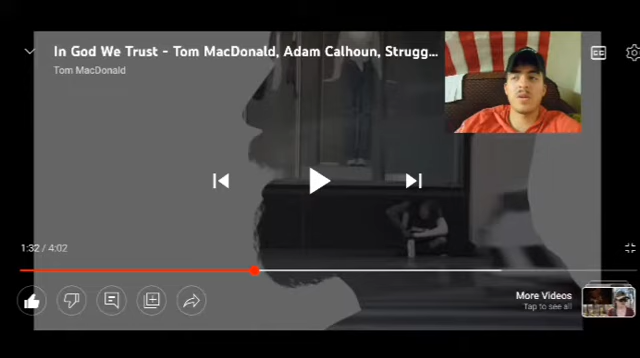 In God We Trust - Tom MacDonald, Adam Calhoun, Strugg...
Tom MacDonald
CC
1:32 / 4:02
More Videos
Tap to see all